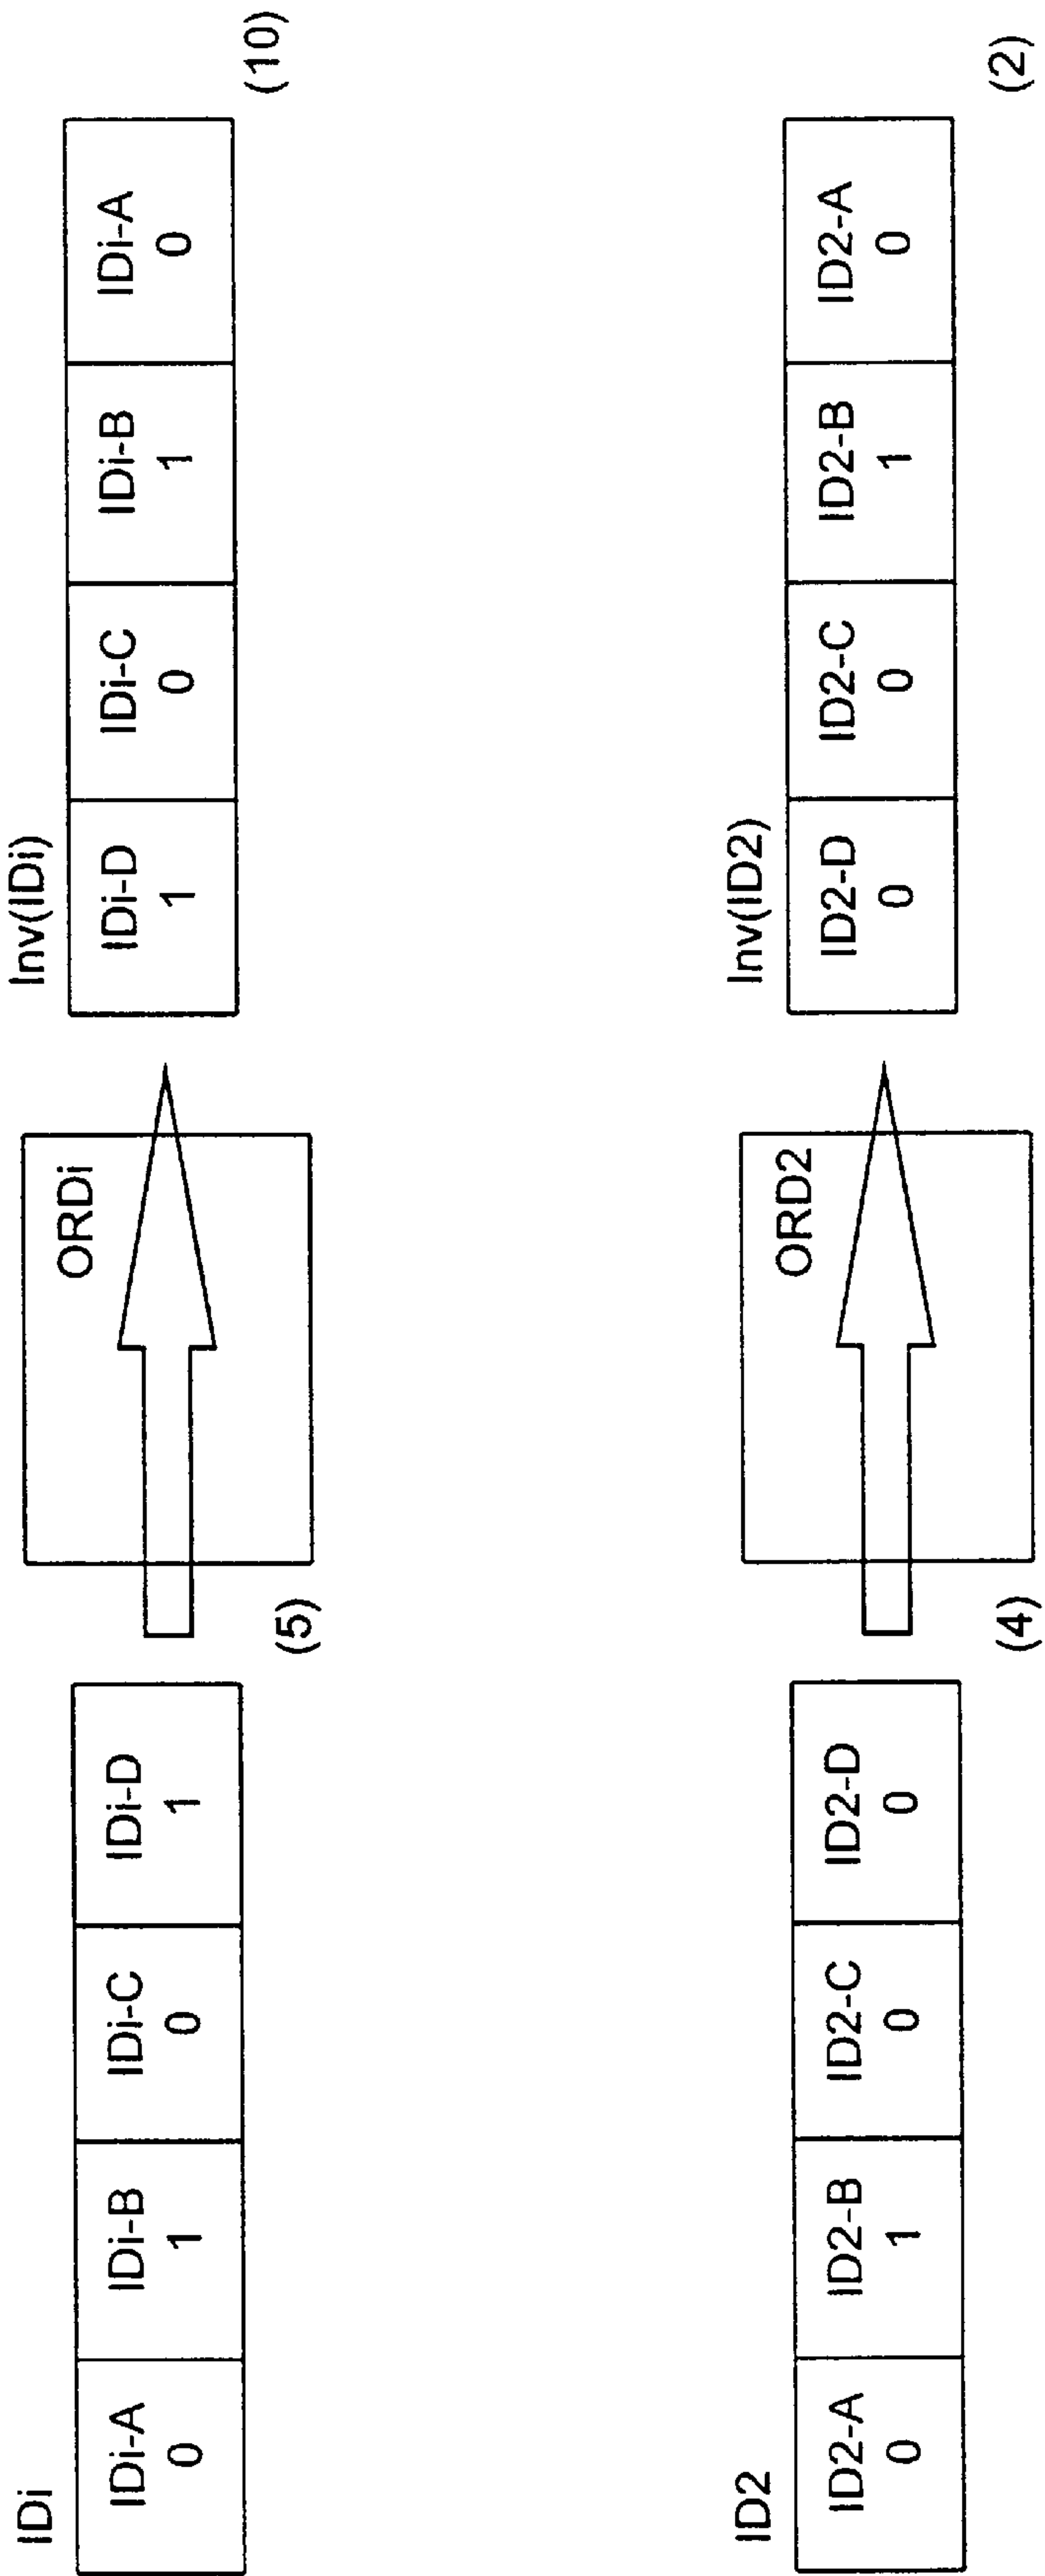 IDi
IDi-A IDi-B IDi-C IDi-D
0 1 0 1
(5)
ORDi
Inv(IDi)
IDi-D IDi-C IDi-B IDi-A
1 0 1 0
(10)
ID2
ID2-A ID2-B ID2-C ID2-D
0 1 0 0
(4)
ORD2
Inv(ID2)
ID2-D ID2-C ID2-B ID2-A
0 0 1 0
(2)